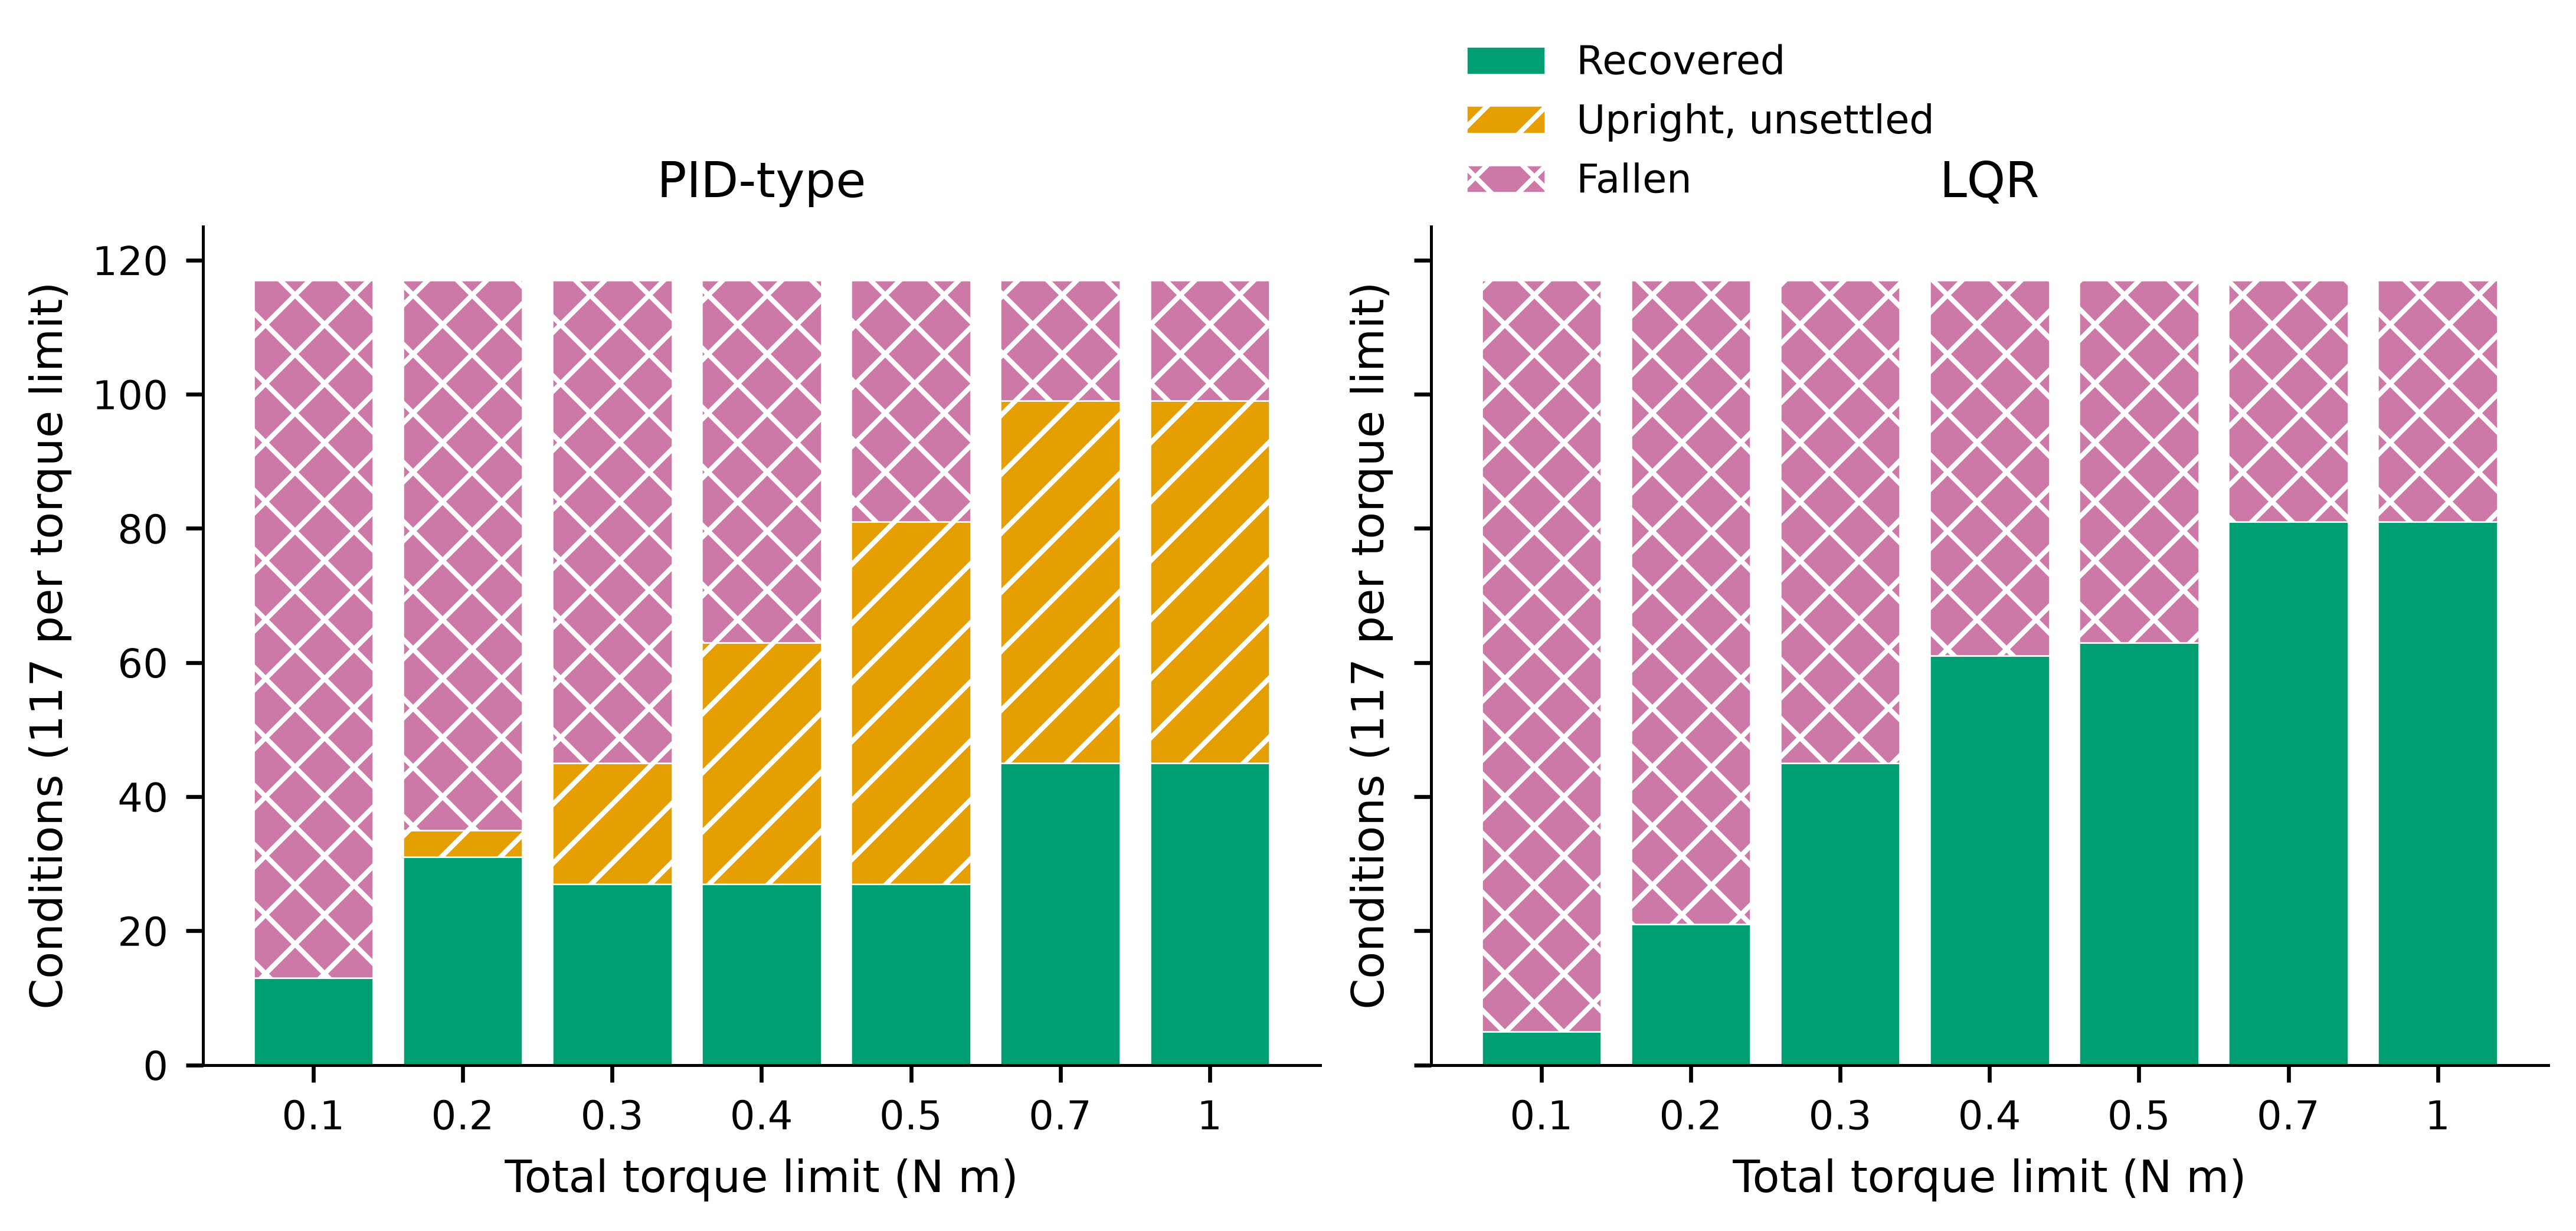 Recovered
Upright, unsettled
Fallen
PID-type
LQR
Conditions (117 per torque limit)
120
100
80
60
40
20
0
0.1 0.2 0.3 0.4 0.5 0.7 1
Total torque limit (N m)
Conditions (117 per torque limit)
0.1 0.2 0.3 0.4 0.5 0.7 1
Total torque limit (N m)